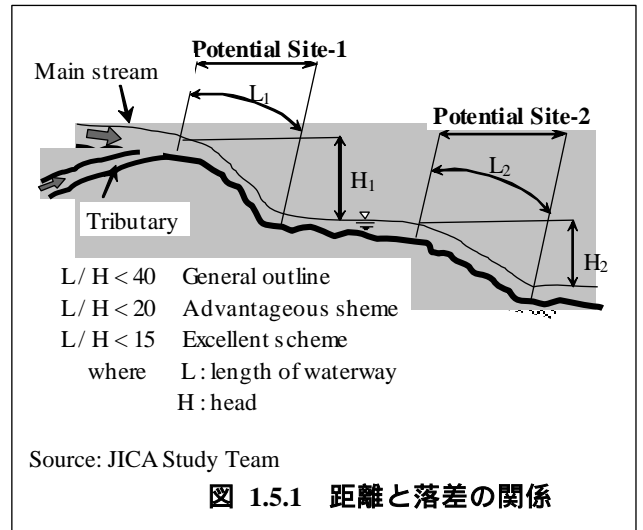 Potential Site-1
Main stream
L1
Potential Site-2
L2
H1
Tributary
H2
L / H < 40 General outline
L / H < 20 Advantageous sheme
L / H < 15 Excellent scheme
where L : length of waterway
H : head
Source: JICA Study Team
図 1.5.1 距離と落差の関係